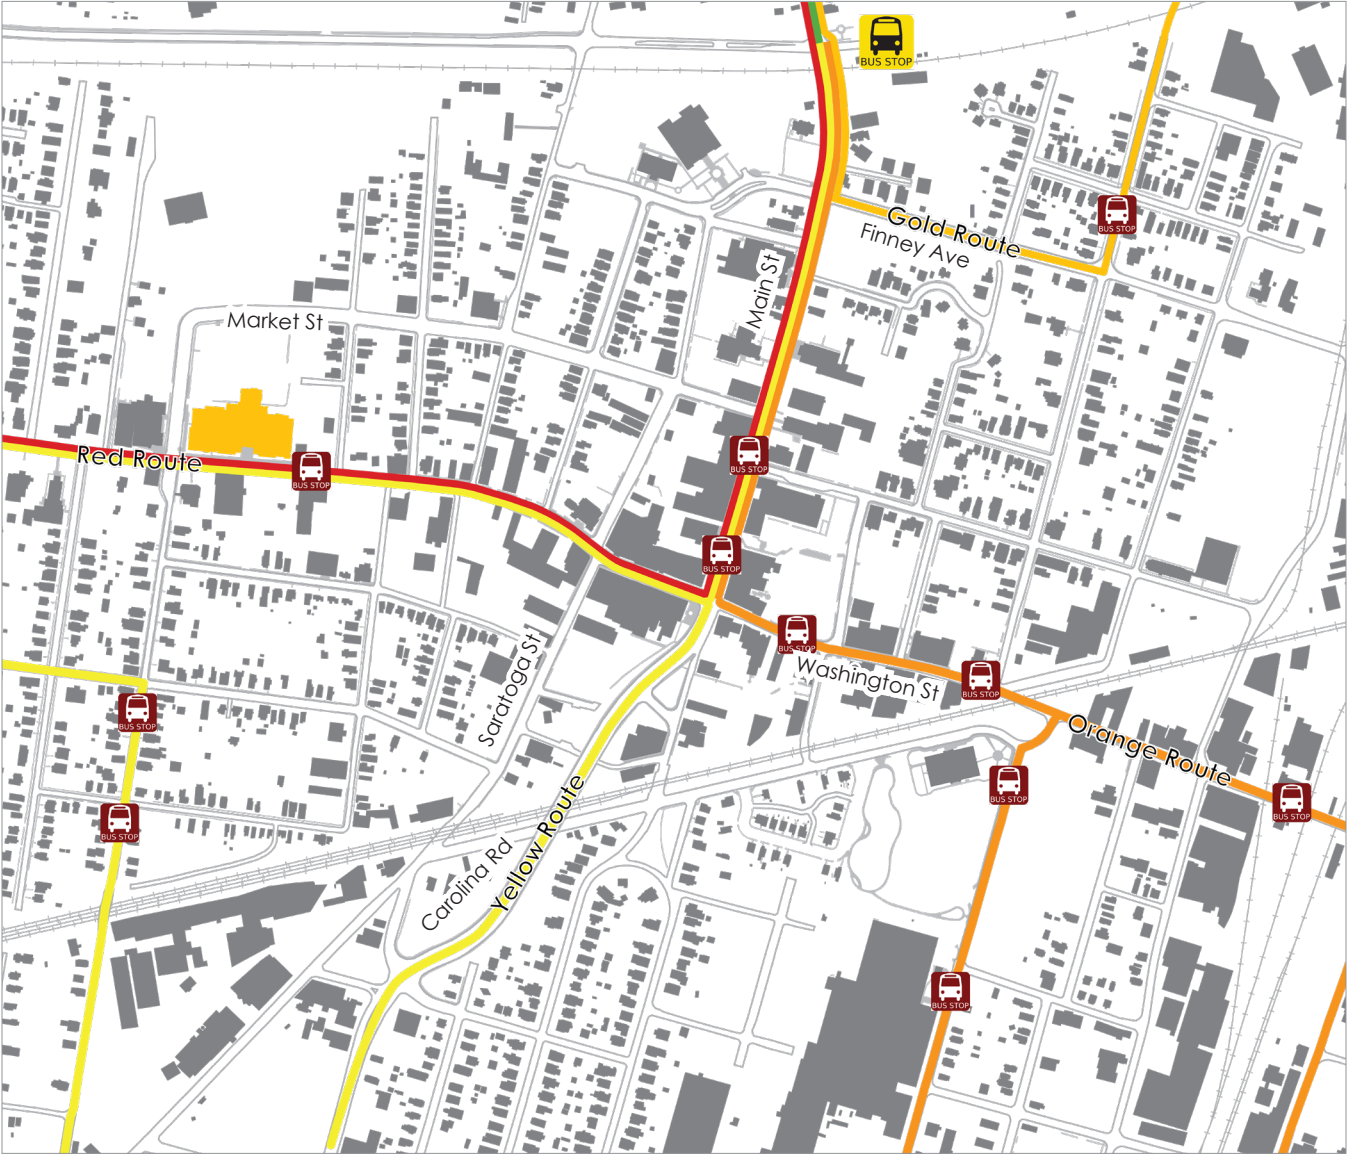 BUS STOP
BUS STOP
Gold Route
Finney Ave
Main St
Market St
BUS STOP
Red Route
BUS STOP
BUS STOP
BUS STOP
Washington St
BUS STOP
Saratoga St
BUS STOP
Orange Route
BUS STOP
BUS STOP
BUS STOP
Yellow Route
Carolina Rd
BUS STOP